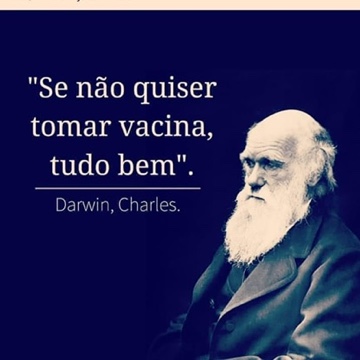 "Se não quiser
tomar vacina,
tudo bem".
Darwin, Charles.